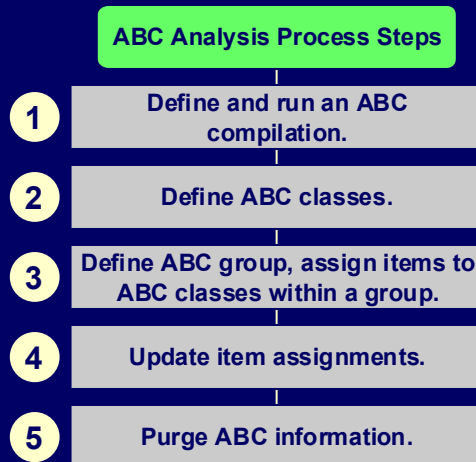 ABC Analysis Process Steps
1
Define and run an ABC
compilation.
2
Define ABC classes.
3
Define ABC group, assign items to
ABC classes within a group.
4
Update item assignments.
5
Purge ABC information.